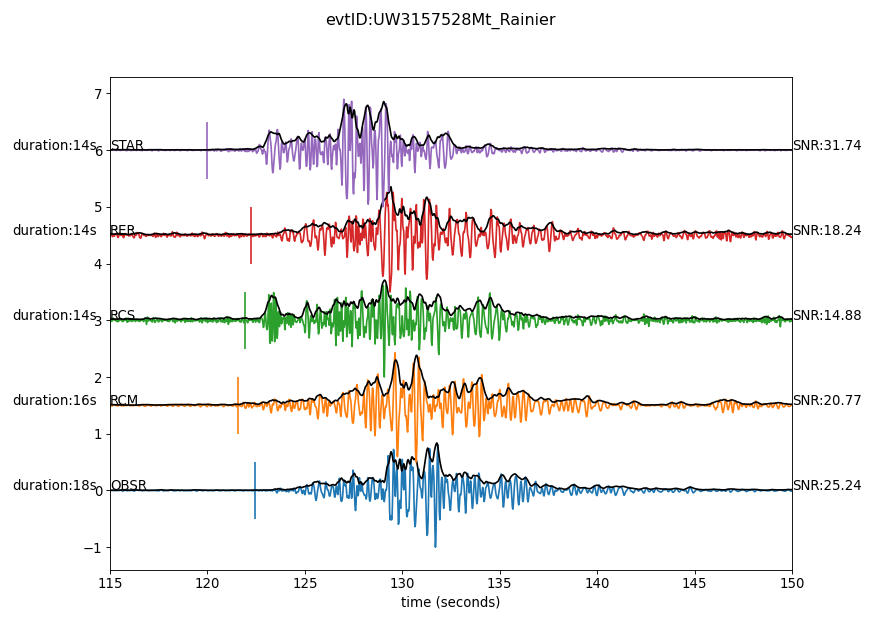 evtID:UW3157528Mt_Rainier
7
duration:14s 6 STAR SNR:31.74
5
duration:14s RER SNR:18.24
4
duration:14s 3 RCS SNR:14.88
2
duration:16s RCM SNR:20.77
1
duration:18s 0 OBSR SNR:25.24
−1
115 120 125 130 135 140 145 150
time (seconds)